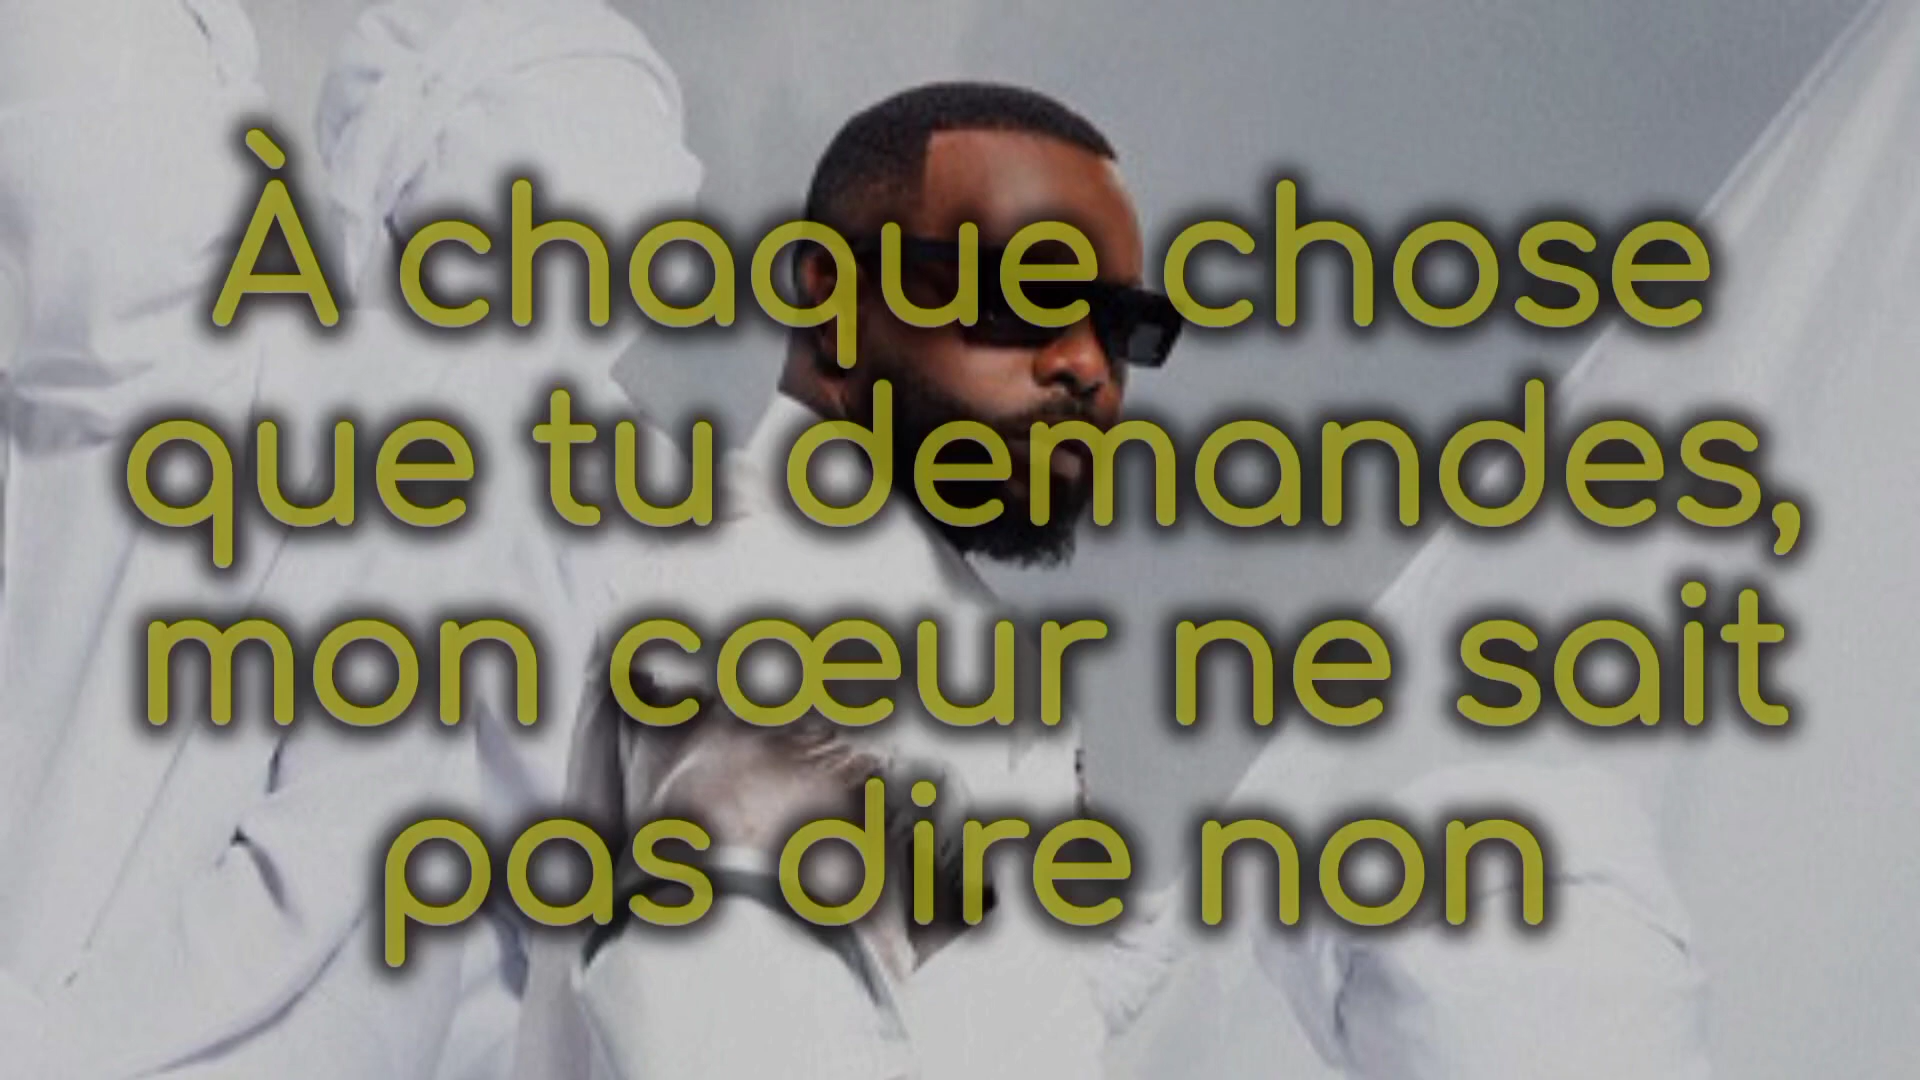 À chaque chose
que tu demandes,
mon cœur ne sait
pas dire non